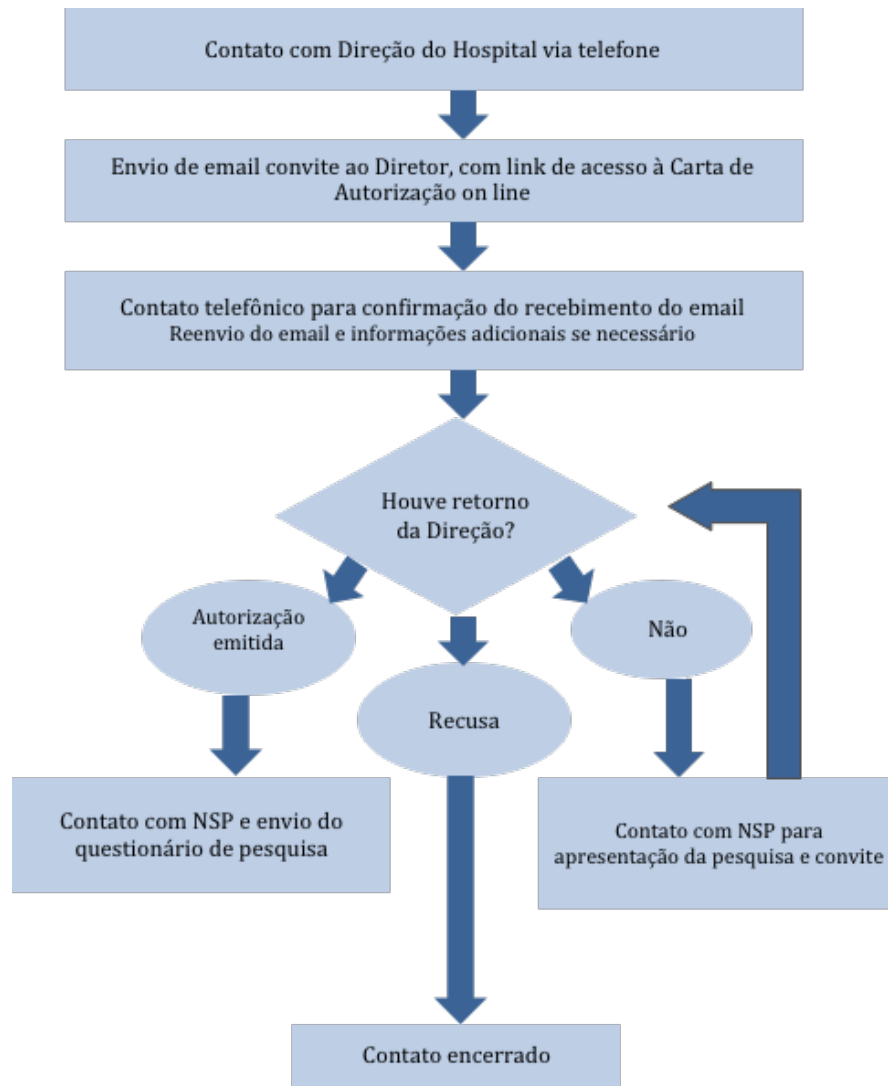 Contato com Direção do Hospital via telefone
Envio de email convite ao Diretor, com link de acesso à Carta de
Autorização on line
Contato telefônico para confirmação do recebimento do email
Reenvio do email e informações adicionais se necessário
Houve retorno
da Direção?
Autorização
emitida
Recusa
Não
Contato com NSP e envio do
questionário de pesquisa
Contato com NSP para
apresentação da pesquisa e convite
Contato encerrado